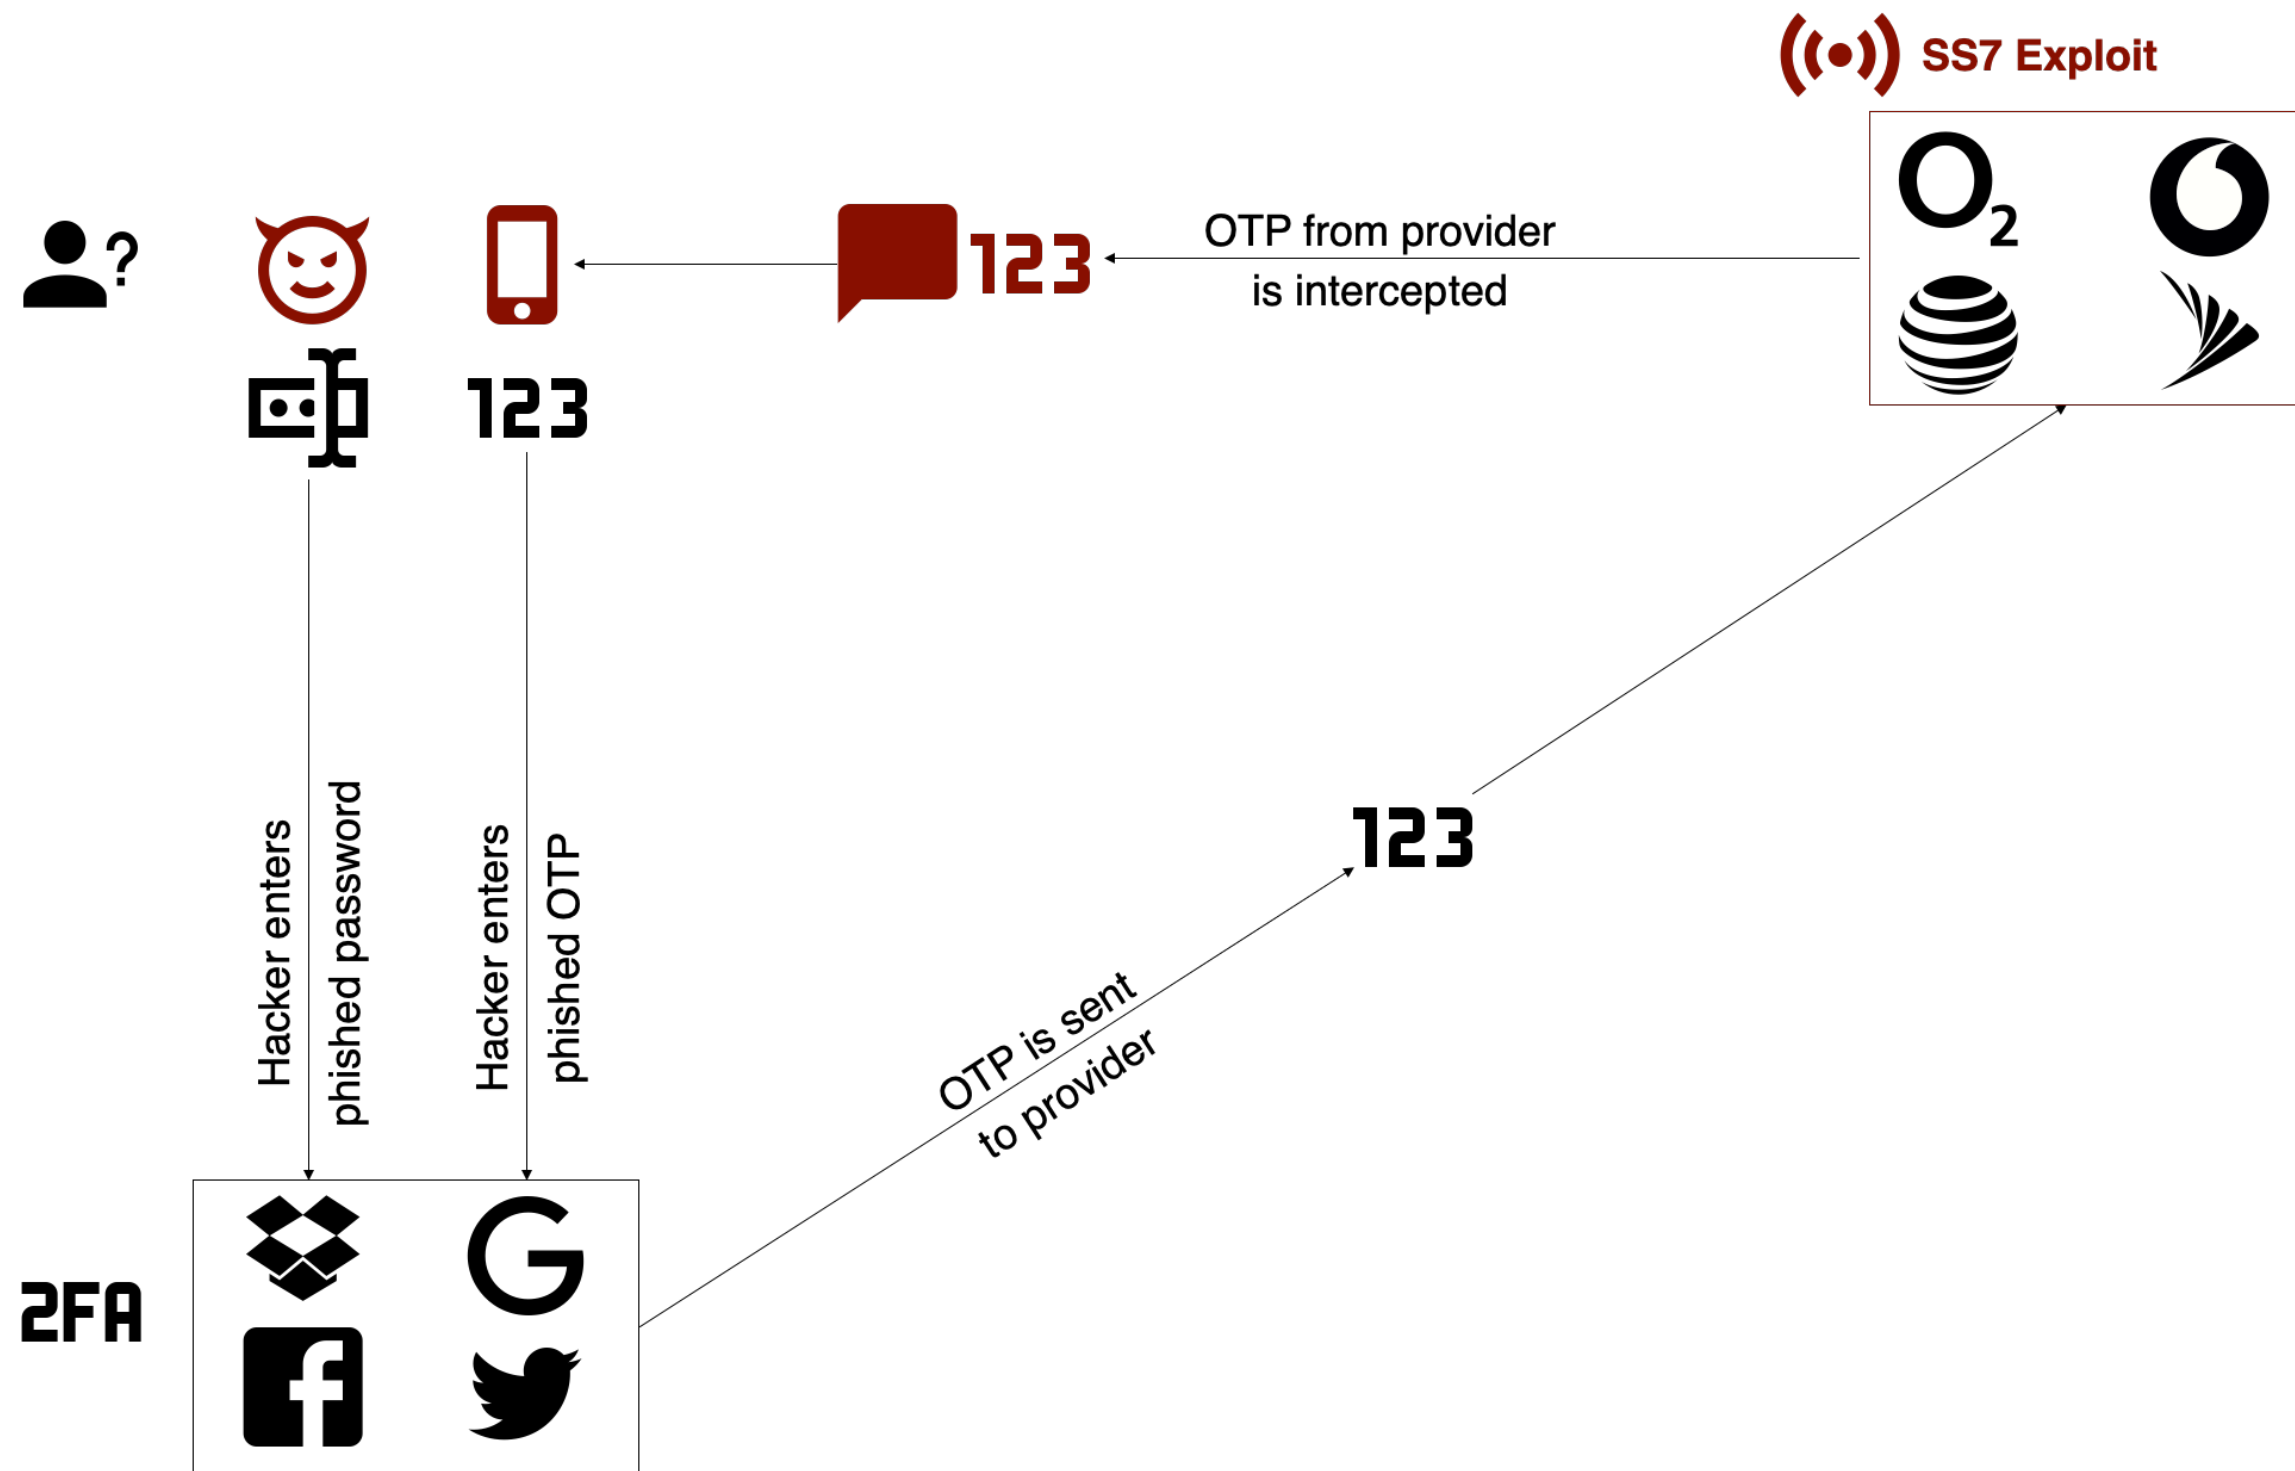 SS7 Exploit
O2
?
123
OTP from provider
is intercepted
123
123
Hacker enters
phished password
Hacker enters
phished OTP
OTP is sent
to provider
2FA